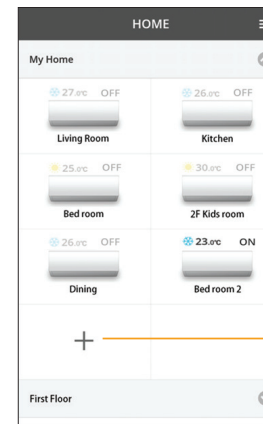 HOME
My Home
27.0°C OFF
26.0°C OFF
Living Room
Kitchen
25.0°C OFF
30.0°C OFF
Bed room
2F Kids room
26.0°C OFF
23.0°C ON
Dining
Bed room 2
First Floor